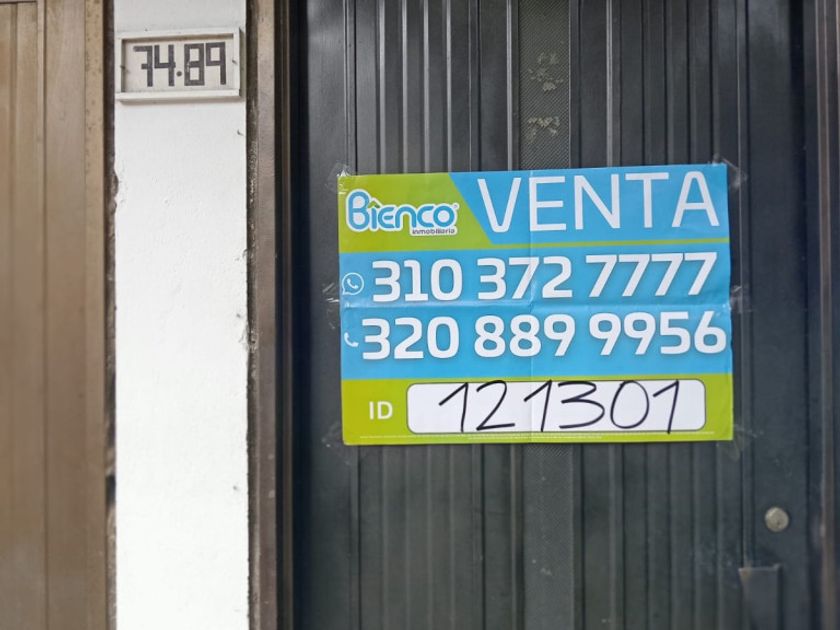 74-89
Bienco
inmobiliaria
VENTA
310 372 7777
320 889 9956
ID 121301